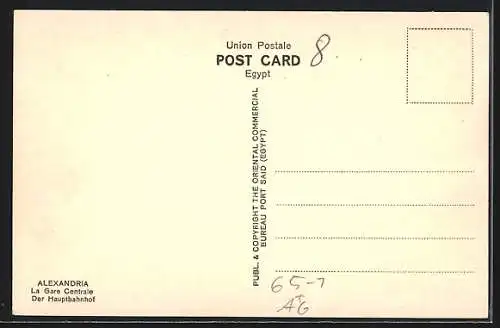 Union Postale
POST CARD
Egypt
8
PUBL. & COPYRIGHT THE ORIENTAL COMMERCIAL
BUREAU PORT SAID (EGYPT)
ALEXANDRIA
La Gare Centrale
Der Hauptbahnhof
65-7